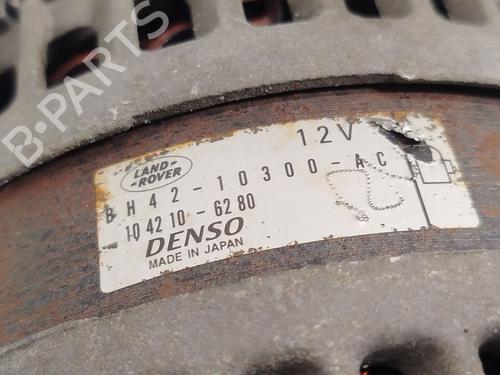 B-PARTS
12V
LAND-
-ROVER
BH42-10300-AC
104210-6280
DENSO
MADE IN JAPAN